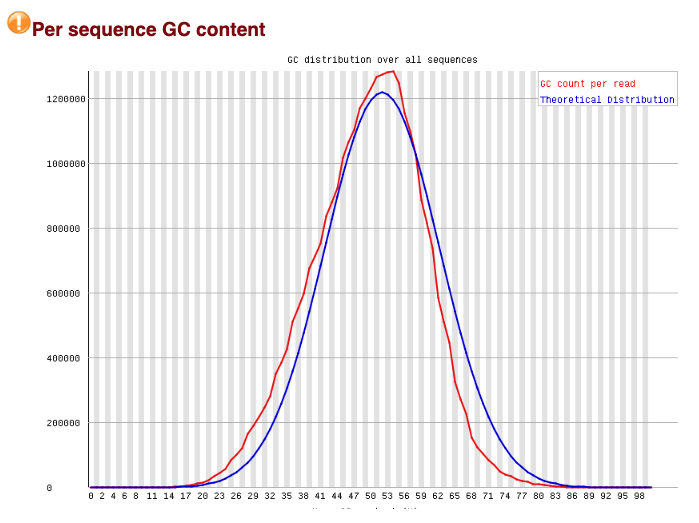 Per sequence GC content
GC distribution over all sequences
GC count per read
Theoretical Distribution
1200000
1000000
800000
600000
400000
200000
0
0 2 4 6 8 11 14 17 20 23 26 29 32 35 38 41 44 47 50 53 56 59 62 65 68 71 74 77 80 83 86 89 92 95 98